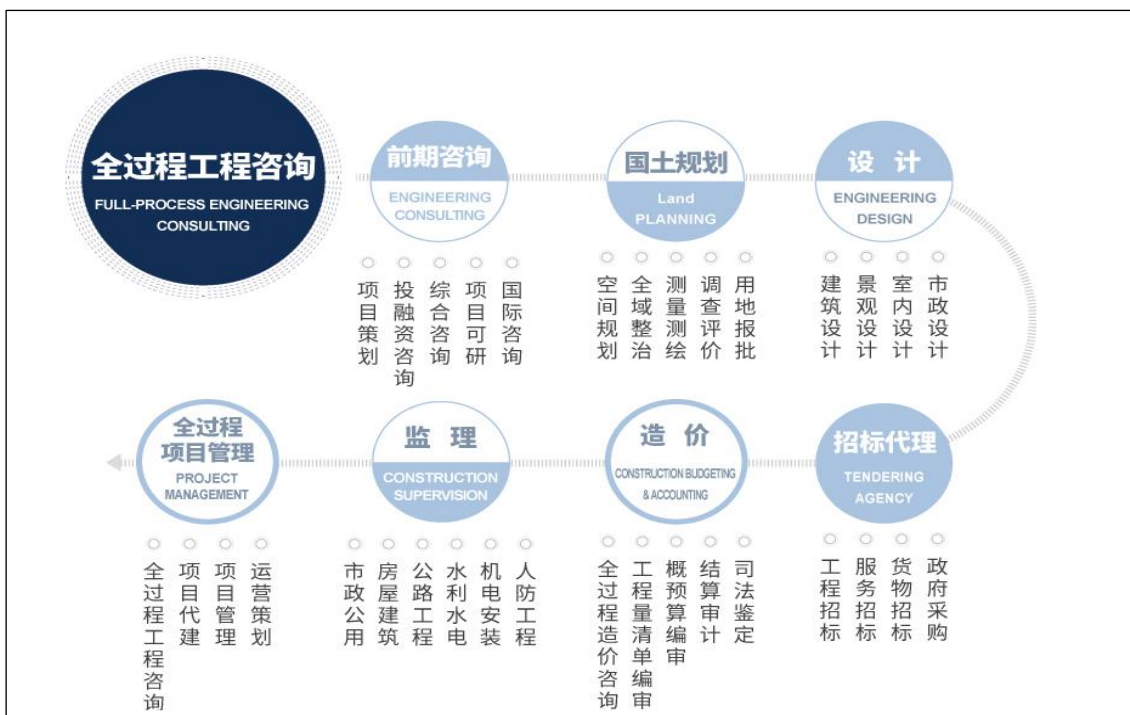 全过程工程咨询
FULL-PROCESS ENGINEERING
CONSULTING
前期咨询
ENGINEERING
CONSULTING
项目策划
投融资咨询
综合咨询
项目可研
国际咨询
国土规划
Land
PLANNING
空间规划
全域整治
测量测绘
调查评价
用地报批
设计
ENGINEERING
DESIGN
建筑设计
景观设计
室内设计
市政设计
招标代理
TENDERING
AGENCY
工程招标
服务招标
货物招标
政府采购
造价
CONSTRUCTION BUDGETING
& ACCOUNTING
全过程造价咨询
工程量清单编审
概预算编审
结算审计
司法鉴定
监理
CONSTRUCTION
SUPERVISION
市政公用
房屋建筑
公路工程
水利水电
机电安装
人防工程
全过程
项目管理
PROJECT
MANAGEMENT
全过程工程咨询
项目代建
项目管理
运营策划